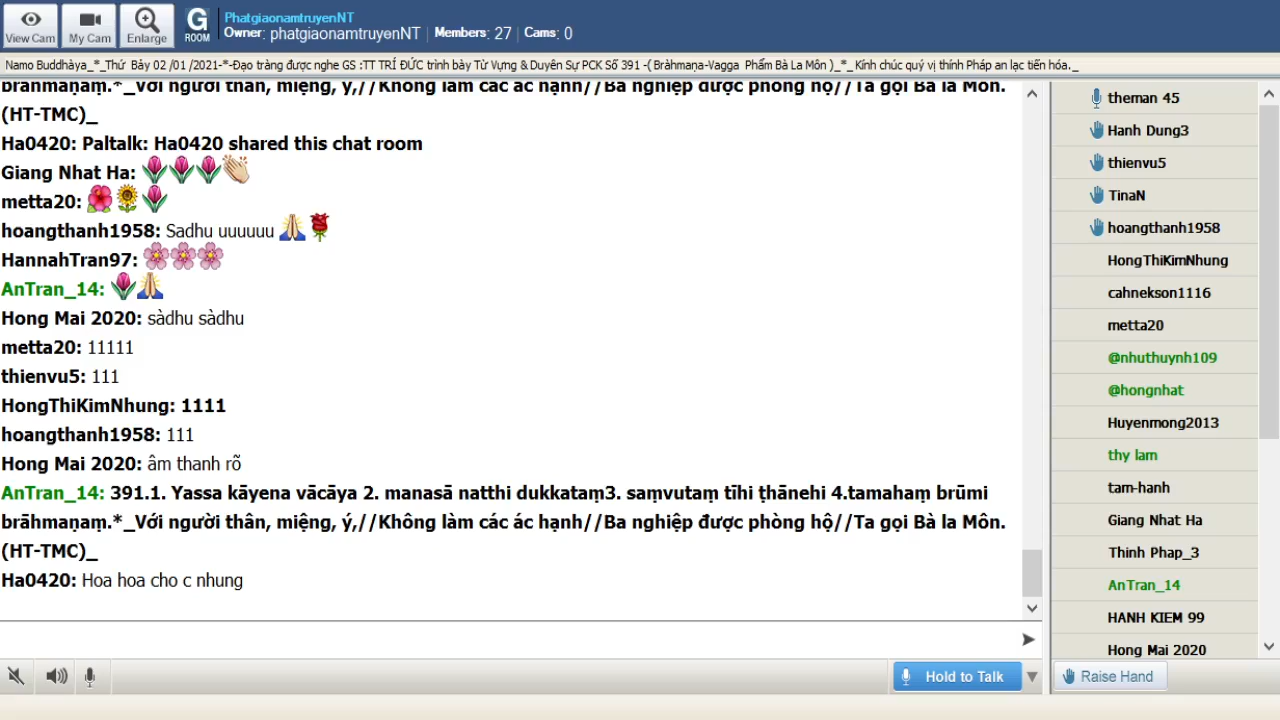 View Cam
My Cam
Enlarge
G
ROOM
PhatgiaonamtruyenNT
Owner: phatgiaonamtruyenNT | Members: 27 | Cams: 0
Namo Buddhàya_*_Thứ Bảy 02 /01 /2021-*-Đạo tràng được nghe GS :TT TRÍ ĐỨC trình bày Từ Vựng & Duyên Sự PCK Số 391 -( Bràhmaṇa-Vagga Phẩm Bà La Môn )_*_ Kính chúc quý vị thính Pháp an lạc tiến hóa._
brāhmaṇaṃ.*_Với người thân, miệng, ý,//Không làm các ác hạnh//Ba nghiệp được phòng hộ//Ta gọi Bà la Môn.
(HT-TMC)_
Ha0420: Paltalk: Ha0420 shared this chat room
Giang Nhat Ha: 🌷🌷🌷👏
metta20: 🌺🌻🌷
hoangthanh1958: Sadhu uuuuuu 🙏🌹
HannahTran97: 🌸🌸🌸
AnTran_14: 🌷🙏
Hong Mai 2020: sàdhu sàdhu
metta20: 11111
thienvu5: 111
HongThiKimNhung: 1111
hoangthanh1958: 111
Hong Mai 2020: âm thanh rõ
AnTran_14: 391.1. Yassa kāyena vācāya 2. manasā natthi dukkataṃ3. saṃvutaṃ tīhi ṭhānehi 4.tamahaṃ brūmi
brāhmaṇaṃ.*_Với người thân, miệng, ý,//Không làm các ác hạnh//Ba nghiệp được phòng hộ//Ta gọi Bà la Môn.
(HT-TMC)_
Ha0420: Hoa hoa cho c nhung
Hold to Talk
theman 45
Hanh Dung3
thienvu5
TinaN
hoangthanh1958
HongThiKimNhung
cahnekson1116
metta20
@nhuthuynh109
@hongnhat
Huyenmong2013
thy lam
tam-hanh
Giang Nhat Ha
Thinh Phap_3
AnTran_14
HANH KIEM 99
Hong Mai 2020
Raise Hand